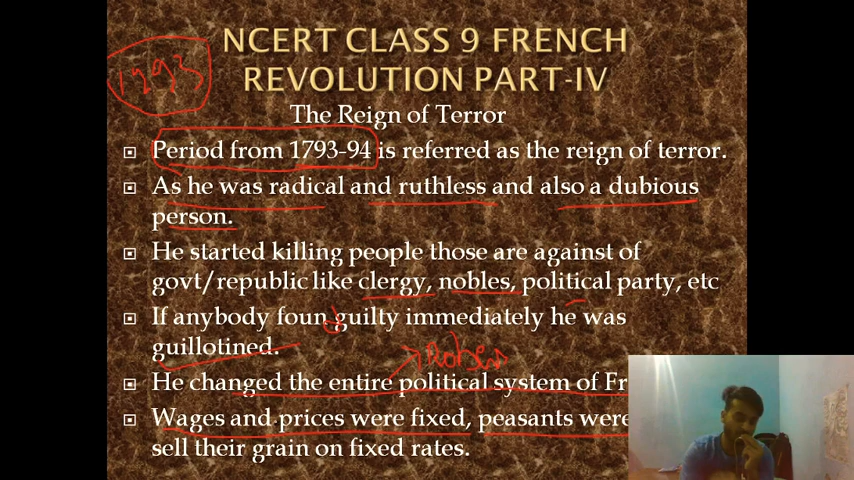 NCERT CLASS 9 FRENCH
REVOLUTION PART-IV
1793
The Reign of Terror
Period from 1793-94 is referred as the reign of terror.
As he was radical and ruthless and also a dubious
person.
He started killing people those are against of
govt/republic like clergy, nobles, political party, etc
If anybody foun guilty immediately he was
guillotined.
Robes
He changed the entire political system of Fr
Wages and prices were fixed, peasants were
sell their grain on fixed rates.